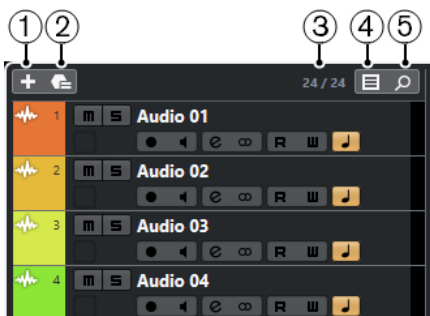 1 2 3 4 5
24 / 24
1 m S Audio 01
e R W
2 m S Audio 02
e R W
3 m S Audio 03
e R W
4 m S Audio 04
e R W